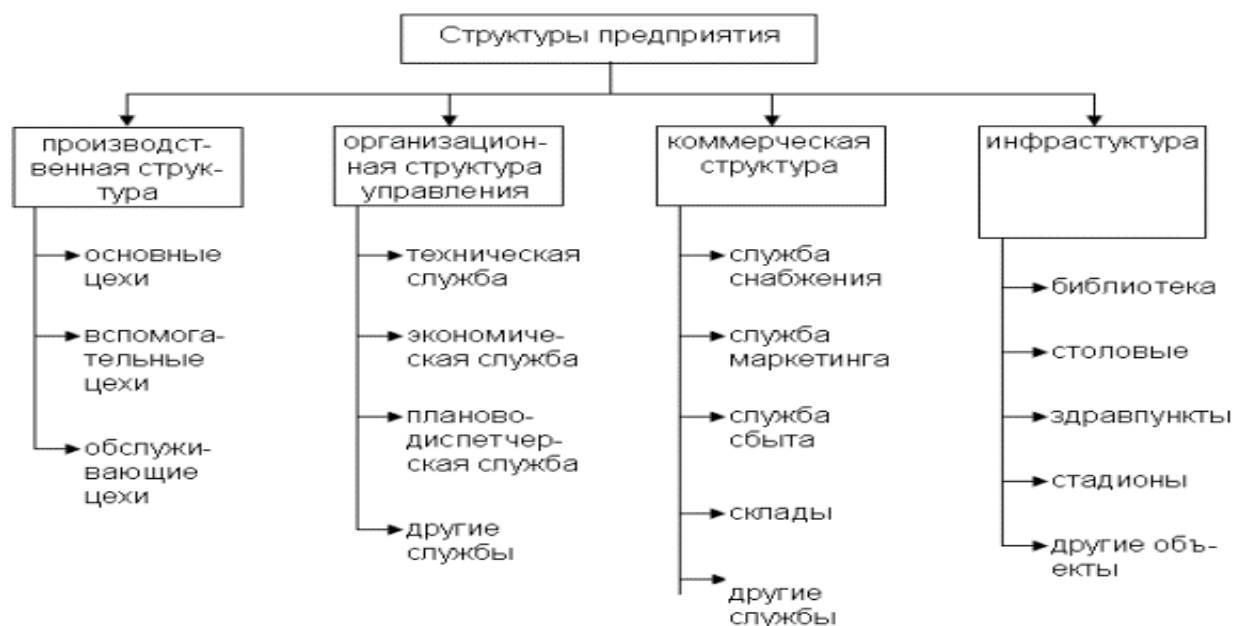 Структуры предприятия
производст-
венная струк-
тура
основные
цехи
вспомога-
тельные
цехи
обслужи-
вающие
цехи
организацион-
ная структура
управления
техническая
служба
экономиче-
ская служба
планово-
диспетчер-
ская служба
другие
службы
коммерческая
структура
служба
снабжения
служба
маркетинга
служба
сбыта
склады
другие
службы
инфрастуктура
библиотека
столовые
здравпункты
стадионы
другие объ-
екты